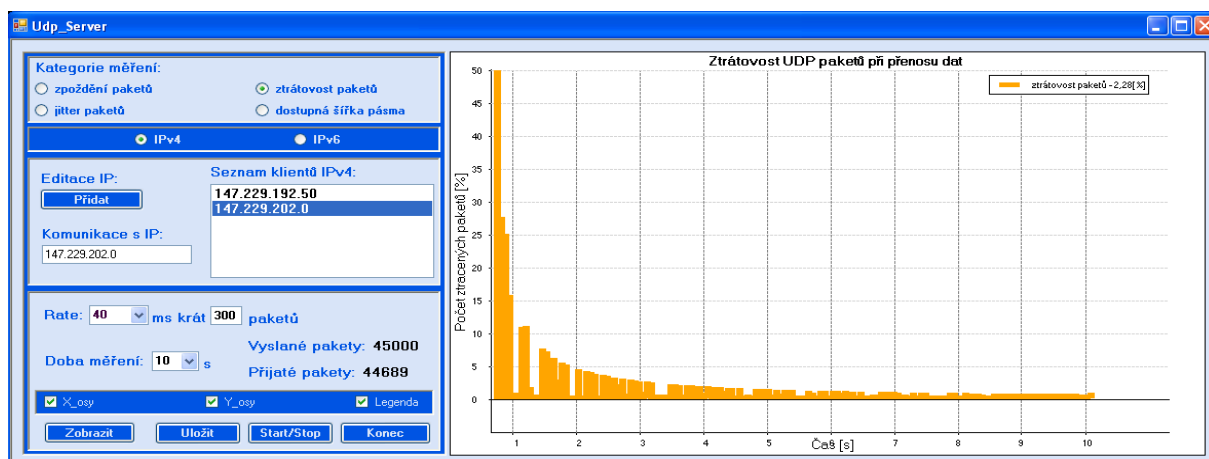 Udp_Server
Kategorie měření:
zpoždění paketů
ztrátovost paketů
jitter paketů
dostupná šířka pásma
IPv4
IPv6
Editace IP:
Přidat
Seznam klientů IPv4:
147.229.192.50
147.229.202.0
Komunikace s IP:
147.229.202.0
Rate: 40 ms krát 300 paketů
Vyslané pakety: 45000
Doba měření: 10 s
Přijaté pakety: 44689
X_osy
Y_osy
Legenda
Zobrazit
Uložit
Start/Stop
Konec
Ztrátovost UDP paketů při přenosu dat
ztrátovost paketů -2,28[%]
Počet ztracených paketů [%]
50
45
40
35
30
25
20
15
10
5
0
1 2 3 4 5 6 7 8 9 10
Čas [s]